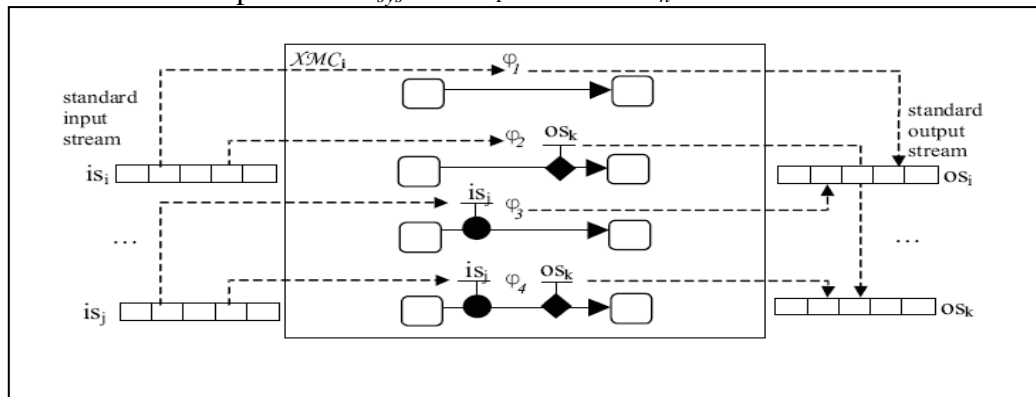 XMCᵢ
φ₁
standard
input
stream
standard
output
stream
φ₂
osₖ
isᵢ
osᵢ
isⱼ
φ₃
...
...
isⱼ
φ₄
osₖ
isⱼ
osₖ